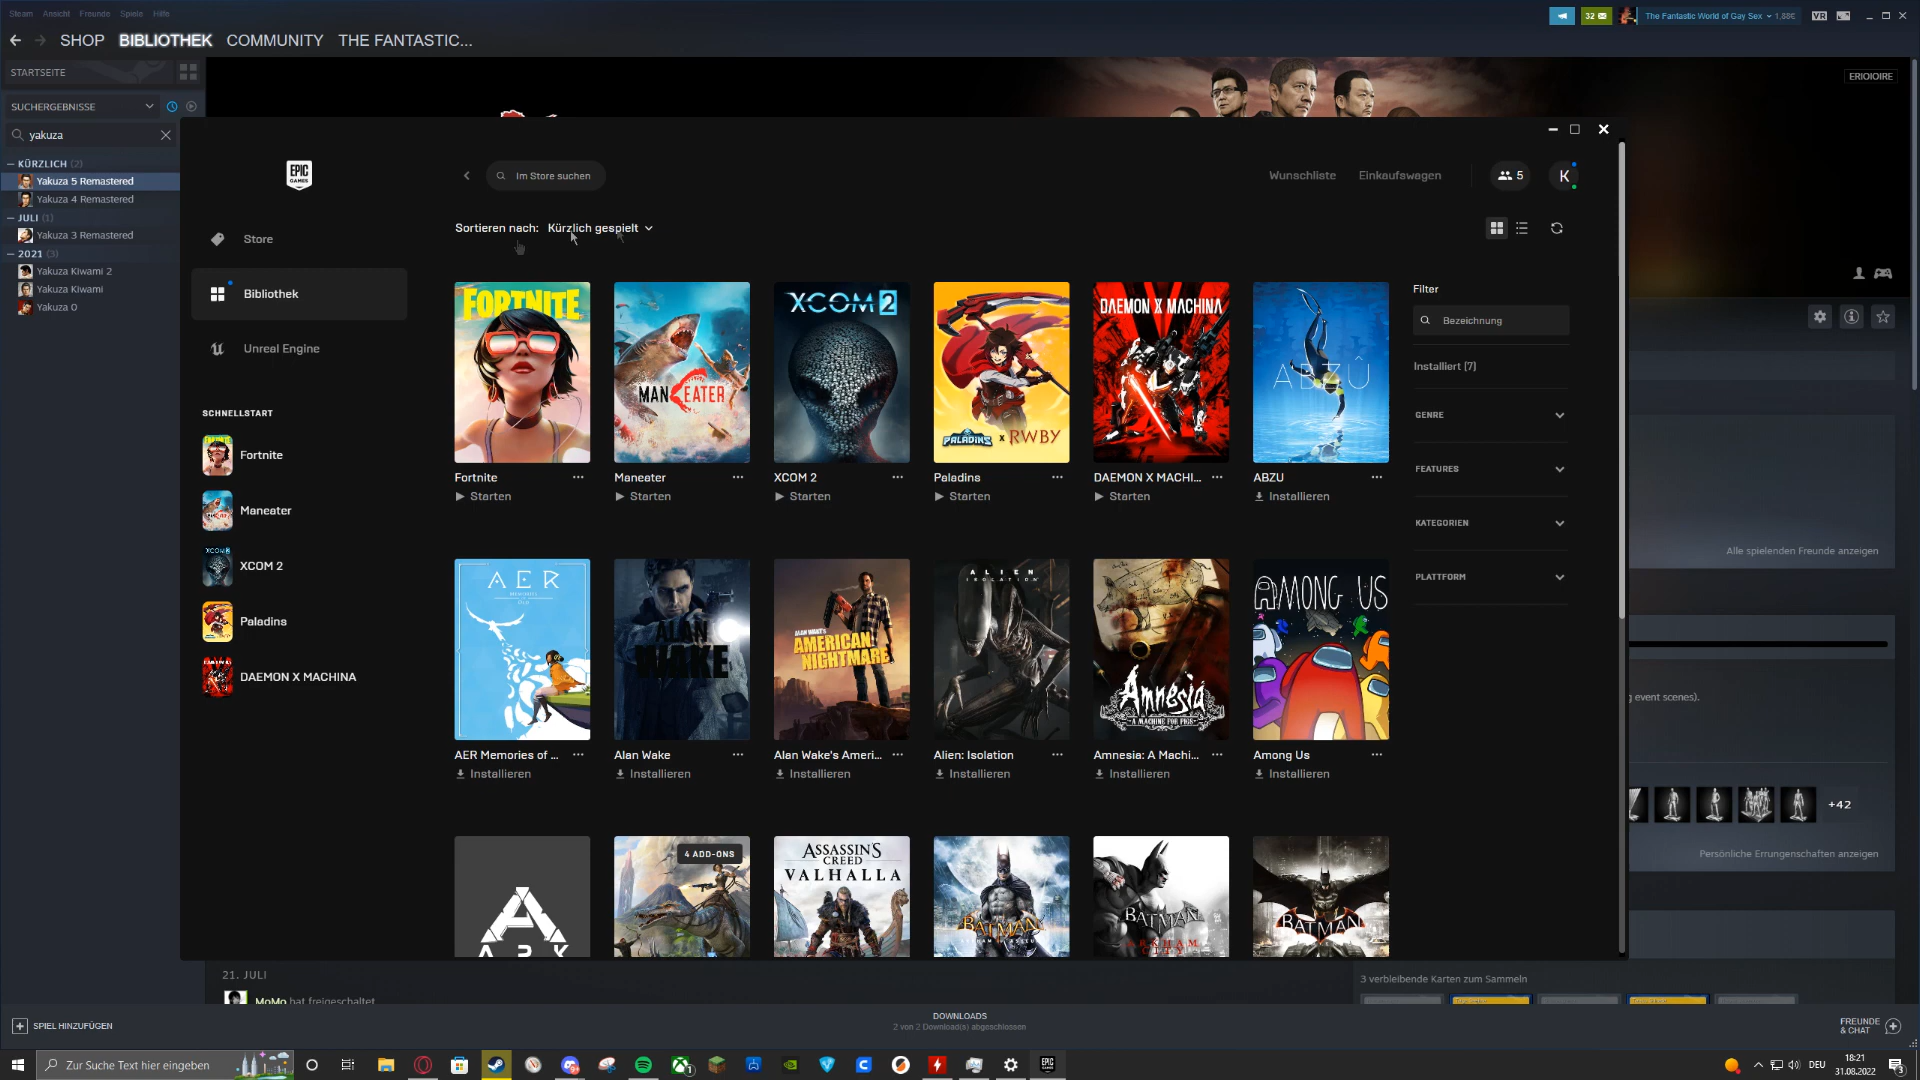 Steam Ansicht Freunde Spiele Hilfe
32
The Fantastic World of Gay Sex 1,88€
VR
SHOP BIBLIOTHEK COMMUNITY THE FANTASTIC...
STARTSEITE
SUCHERGEBNISSE
yakuza
KÜRZLICH (2)
Yakuza 5 Remastered
Yakuza 4 Remastered
JULI (1)
Yakuza 3 Remastered
2021 (3)
Yakuza Kiwami 2
Yakuza Kiwami
Yakuza 0
EPIC GAMES
Im Store suchen
Wunschliste
Einkaufswagen
5
K
Store
Bibliothek
Unreal Engine
SCHNELLSTART
Fortnite
Maneater
XCOM 2
Paladins
DAEMON X MACHINA
Sortieren nach: Kürzlich gespielt
FORTNITE
MANEATER
XCOM 2
PALADINS x RWBY
DAEMON X MACHINA
ABZÛ
Fortnite
Starten
Maneater
Starten
XCOM 2
Starten
Paladins
Starten
DAEMON X MACHI...
Starten
ABZU
Installieren
AER
ALAN WAKE
ALAN WAKE'S AMERICAN NIGHTMARE
ALIEN ISOLATION
Amnesia
A MACHINE FOR PIGS
AMONG US
AER Memories of ...
Installieren
Alan Wake
Installieren
Alan Wake's Ameri...
Installieren
Alien: Isolation
Installieren
Amnesia: A Machi...
Installieren
Among Us
Installieren
ARK
4 ADD-ONS
ASSASSIN'S CREED VALHALLA
BATMAN
BATMAN
ARKHAM CITY
BATMAN
Filter
Bezeichnung
Installiert (7)
GENRE
FEATURES
KATEGORIEN
PLATTFORM
ERIOIOIRE
Alle spielenden Freunde anzeigen
g event scenes).
+42
Persönliche Errungenschaften anzeigen
3 verbleibende Karten zum Sammeln
21. JULI
MoMo hat freigeschaltet
SPIEL HINZUFÜGEN
DOWNLOADS
2 von 2 Download(s) abgeschlossen
FREUNDE & CHAT
Zur Suche Text hier eingeben
DEU
18:21
31.08.2022
3